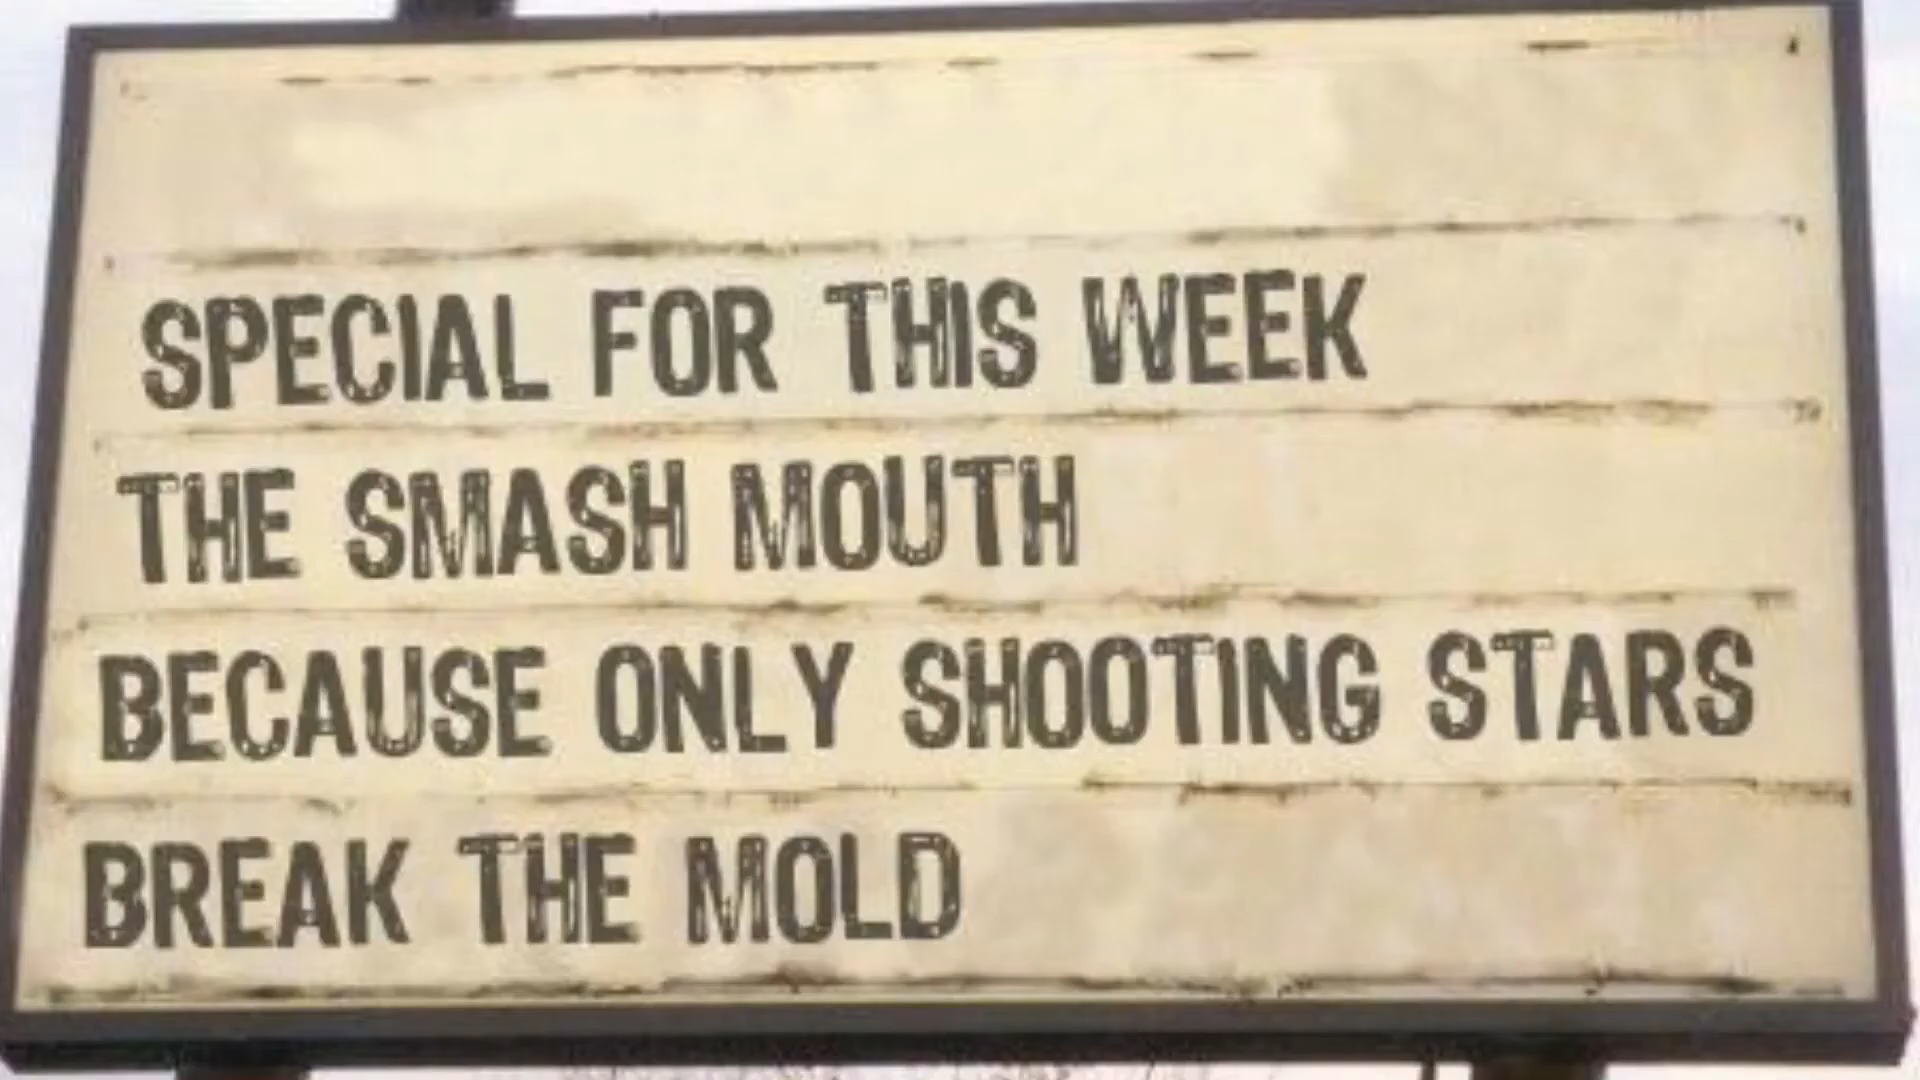 SPECIAL FOR THIS WEEK
THE SMASH MOUTH
BECAUSE ONLY SHOOTING STARS
BREAK THE MOLD